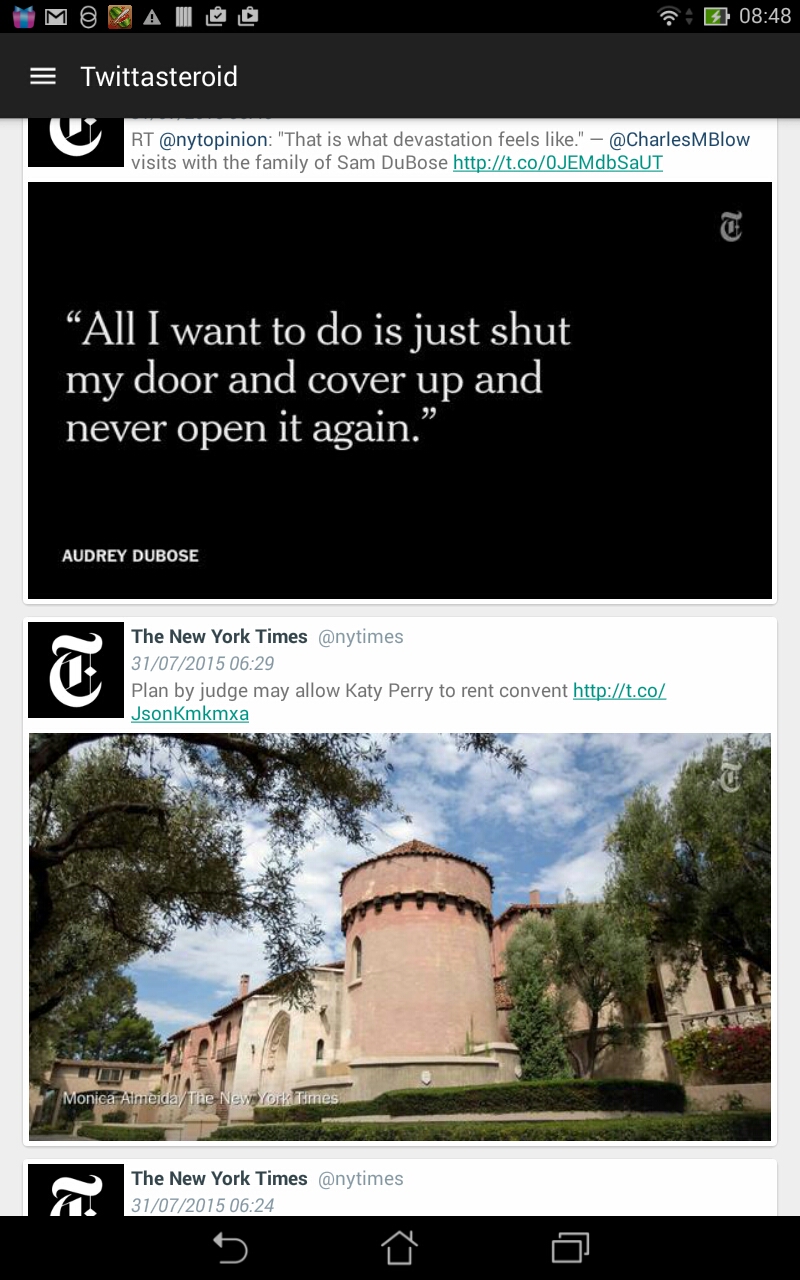 08:48
Twittasteroid
RT @nytopinion: "That is what devastation feels like." — @CharlesMBlow
visits with the family of Sam DuBose http://t.co/0JEMdbSaUT
“All I want to do is just shut
my door and cover up and
never open it again.”
AUDREY DUBOSE
The New York Times @nytimes
31/07/2015 06:29
Plan by judge may allow Katy Perry to rent convent http://t.co/
JsonKmkmxa
Monica Almeida/The New York Times
The New York Times @nytimes
31/07/2015 06:24